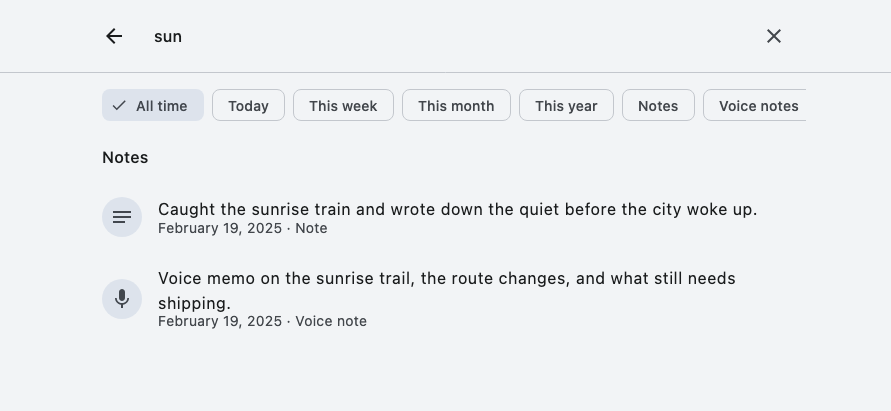 sun
All time
Today
This week
This month
This year
Notes
Voice notes
Notes
Caught the sunrise train and wrote down the quiet before the city woke up.
February 19, 2025 · Note
Voice memo on the sunrise trail, the route changes, and what still needs
shipping.
February 19, 2025 · Voice note